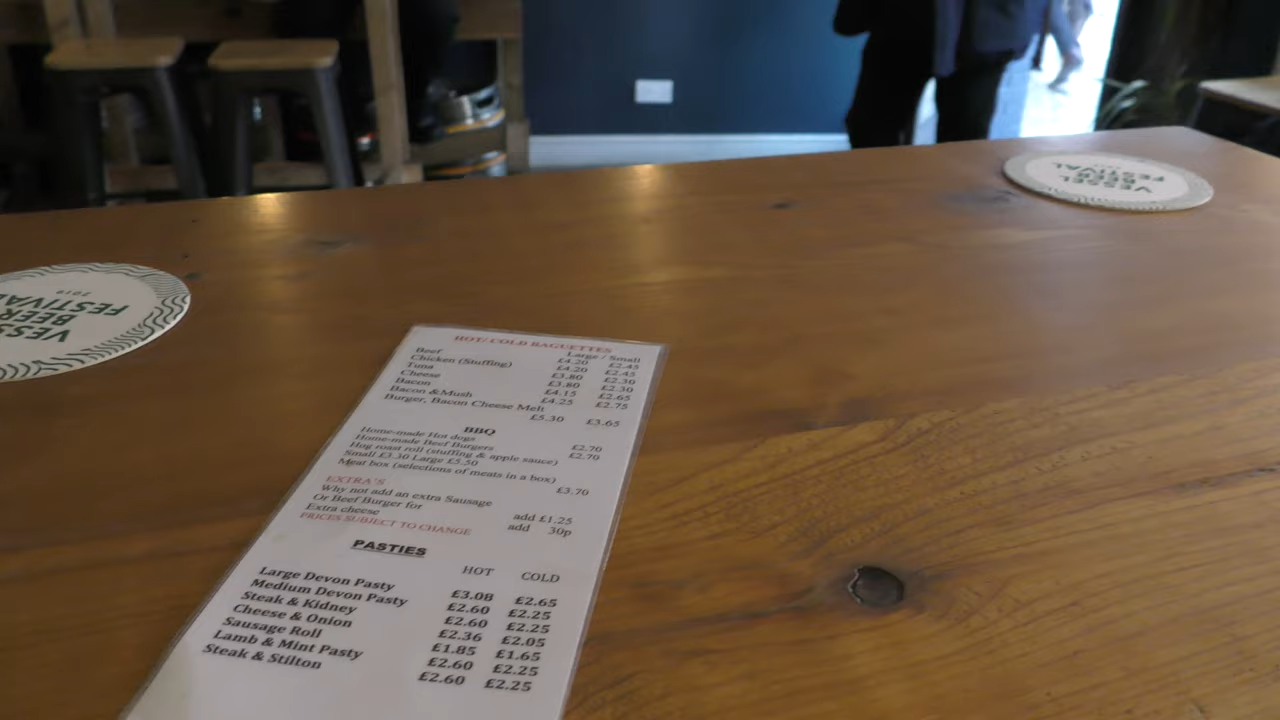 HOT/ COLD BAGUETTES
Large / Small
Beef £4.20 £2.45
Chicken (Stuffing) £4.20 £2.45
Tuna £3.80 £2.30
Cheese £3.80 £2.30
Bacon £4.15 £2.65
Bacon &Mush £4.25 £2.75
Burger, Bacon Cheese Melt
£5.30 £3.65
BBQ
Home-made Hot dogs £2.70
Home-made Beef Burgers £2.70
Hog roast roll (stuffing & apple sauce)
Small £3.30 Large £5.50
Meat box (selections of meats in a box)
£3.70
EXTRA'S
Why not add an extra Sausage
Or Beef Burger for add £1.25
Extra cheese add 30p
PRICES SUBJECT TO CHANGE
PASTIES
HOT COLD
Large Devon Pasty £3.08 £2.65
Medium Devon Pasty £2.60 £2.25
Steak & Kidney £2.60 £2.25
Cheese & Onion £2.36 £2.05
Sausage Roll £1.85 £1.65
Lamb & Mint Pasty £2.60 £2.25
Steak & Stilton £2.60 £2.25
VESS
BEER
FESTIVAL
2019
VESSEL
BEER
FESTIVAL